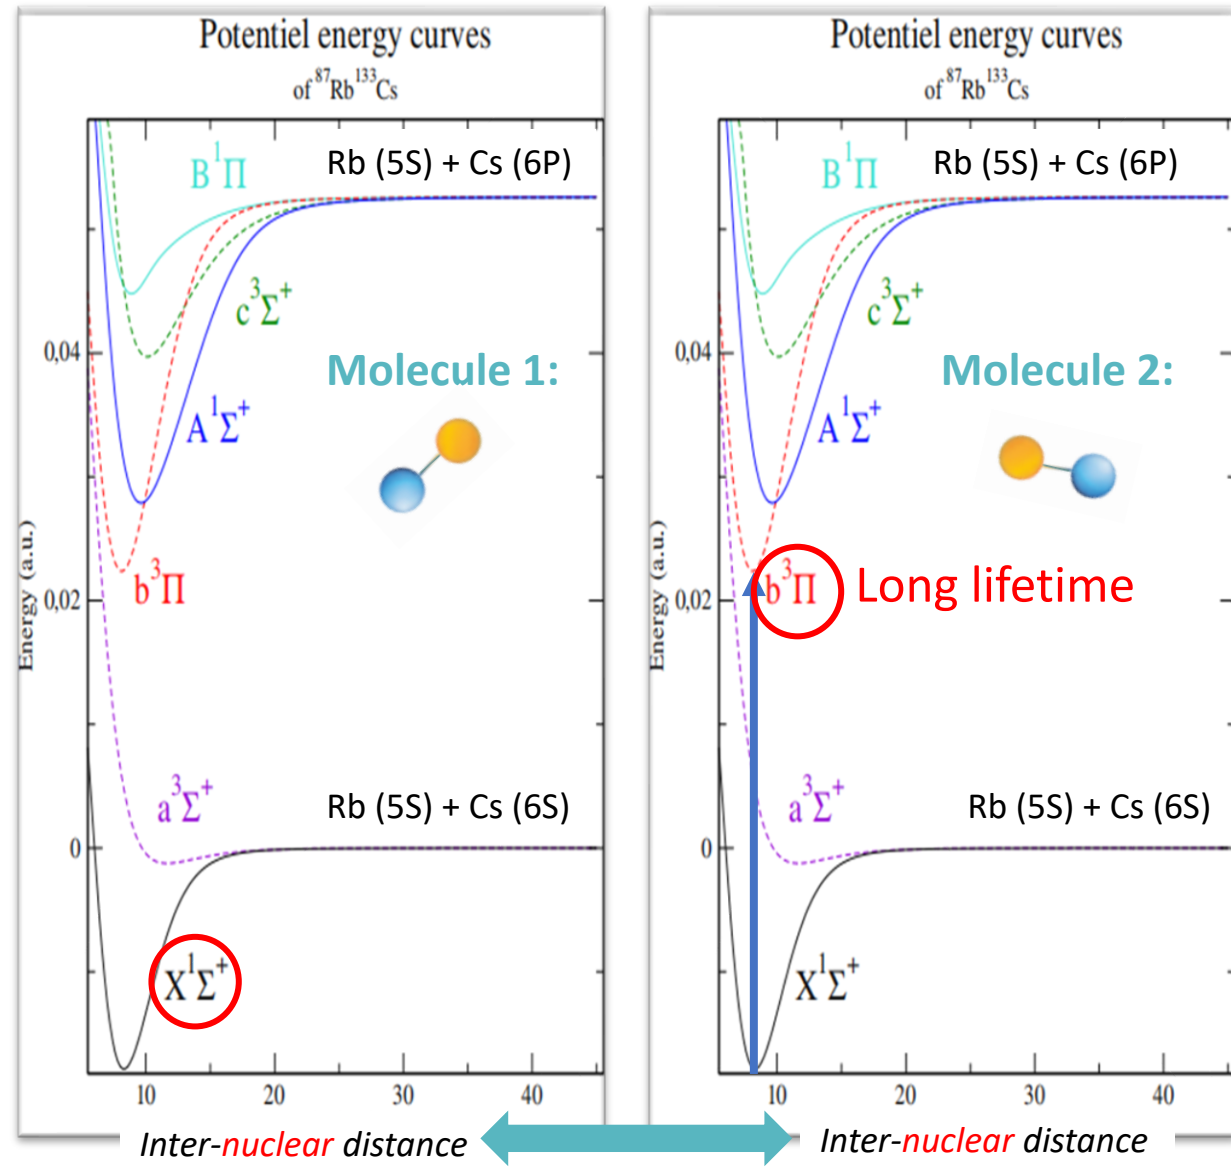 Potentiel energy curves
of ⁸⁷Rb¹³³Cs
B¹Π
Rb (5S) + Cs (6P)
c³Σ⁺
0,04
Molecule 1:
A¹Σ⁺
b³Π
0,02
Energy (a.u.)
a³Σ⁺
Rb (5S) + Cs (6S)
0
X¹Σ⁺
10 20 30 40
Inter-nuclear distance
Potentiel energy curves
of ⁸⁷Rb¹³³Cs
B¹Π
Rb (5S) + Cs (6P)
c³Σ⁺
0,04
Molecule 2:
A¹Σ⁺
b³Π
Long lifetime
0,02
Energy (a.u.)
a³Σ⁺
Rb (5S) + Cs (6S)
0
X¹Σ⁺
10 20 30 40
Inter-nuclear distance